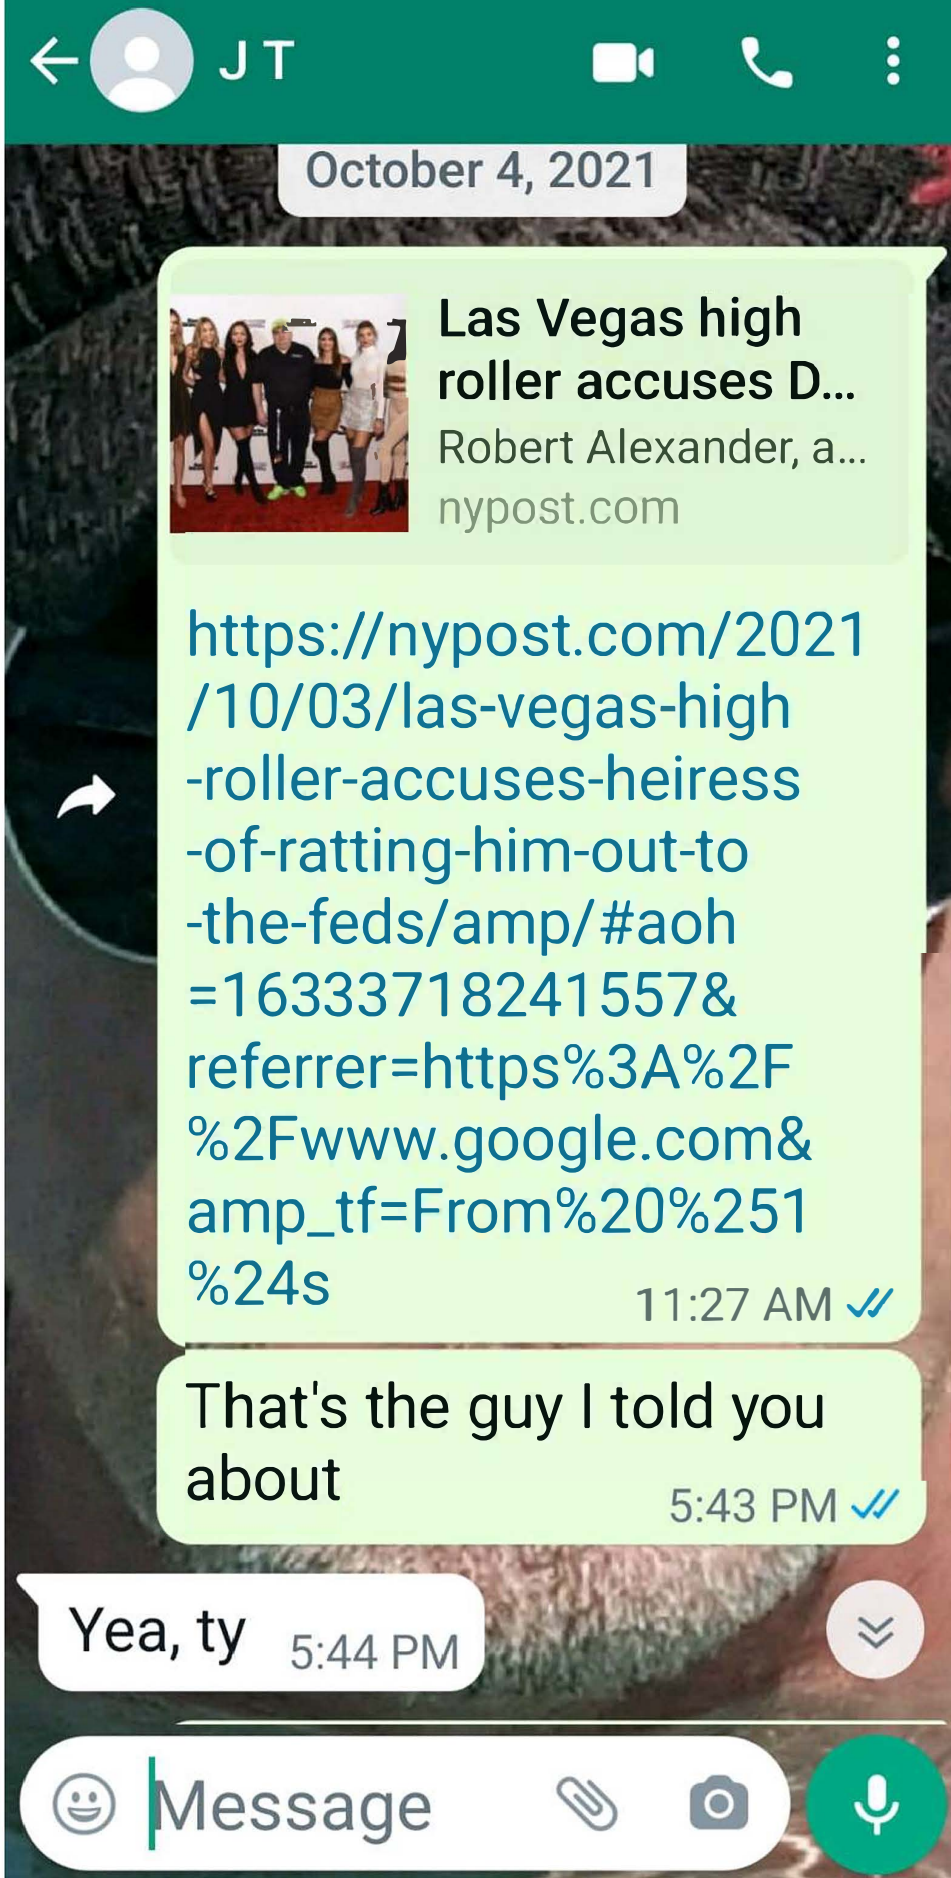 J T
October 4, 2021
Las Vegas high
roller accuses D...
Robert Alexander, a...
nypost.com
https://nypost.com/2021
/10/03/las-vegas-high
-roller-accuses-heiress
-of-ratting-him-out-to
-the-feds/amp/#aoh
=16333718241557&
referrer=https%3A%2F
%2Fwww.google.com&
amp_tf=From%20%251
%24s
11:27 AM
That's the guy I told you
about
5:43 PM
Yea, ty
5:44 PM
Message